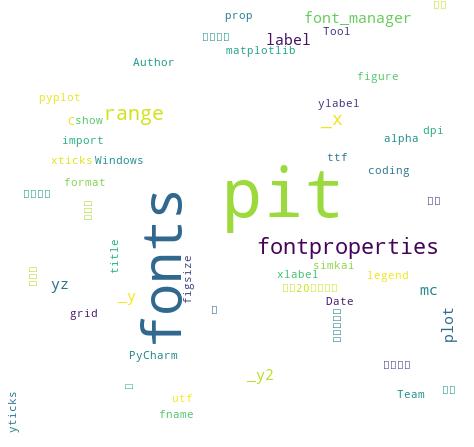 prop
font_manager
Tool
label
matplotlib
Author
figure
pyplot
ylabel
C
show
range
_x
dpi
import
alpha
xticks
Windows
ttf
coding
format
pit
fonts
fontproperties
title
simkai
xlabel
legend
figsize
20
yz
mc
_y
Date
grid
plot
PyCharm
_y2
Team
utf
fname
yticks